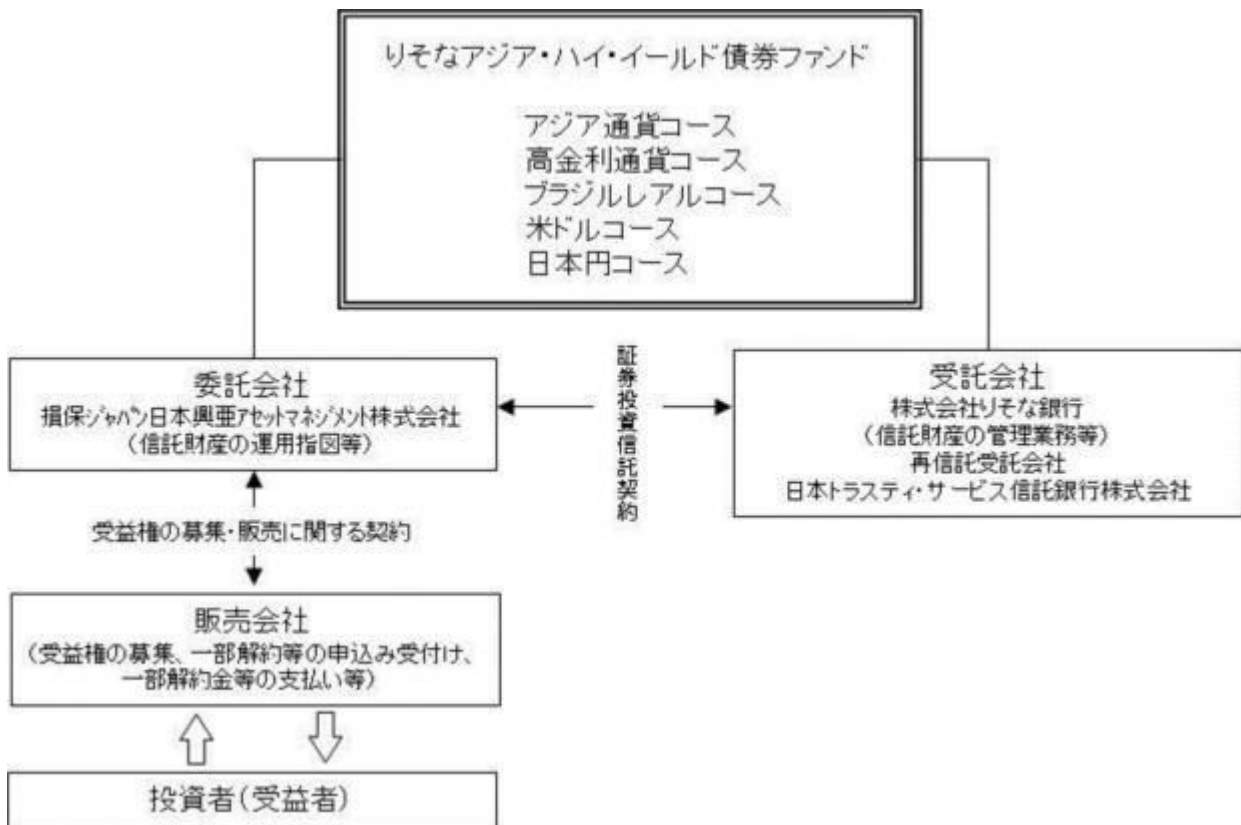 りそなアジア・ハイ・イールド債券ファンド
アジア通貨コース
高金利通貨コース
ブラジルレアルコース
米ドルコース
日本円コース
委託会社
損保ジャパン日本興亜アセットマネジメント株式会社
(信託財産の運用指図等)
証券投資信託契約
受託会社
株式会社りそな銀行
(信託財産の管理業務等)
再信託受託会社
日本トラスティ・サービス信託銀行株式会社
受益権の募集・販売に関する契約
販売会社
(受益権の募集、一部解約等の申込み受付け、
一部解約金等の支払い等)
投資者(受益者)